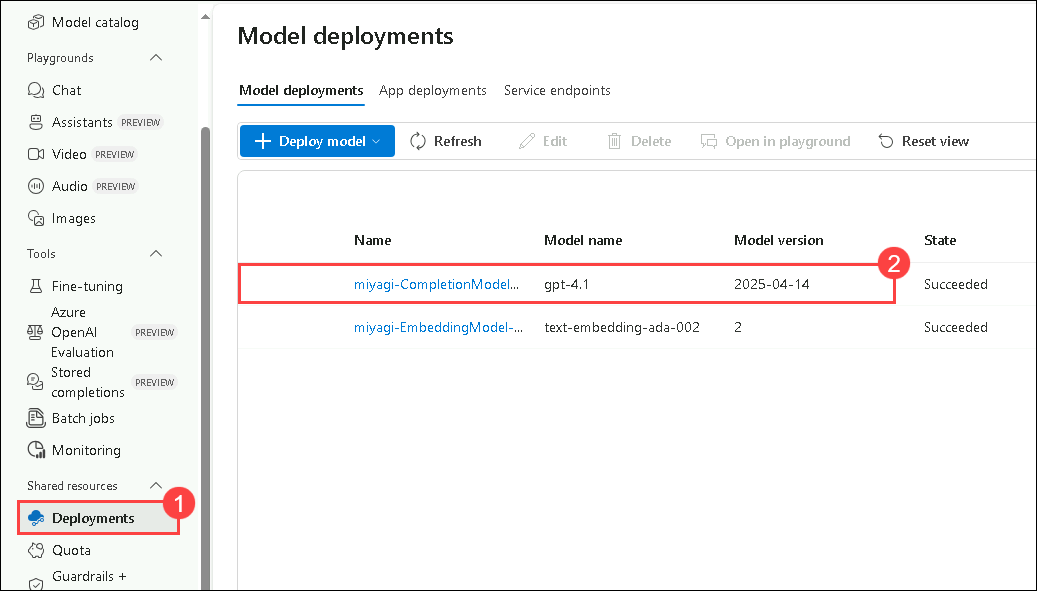 Model catalog
Playgrounds
Chat
Assistants PREVIEW
Video PREVIEW
Audio PREVIEW
Images
Tools
Fine-tuning
Azure
OpenAI PREVIEW
Evaluation
Stored
completions PREVIEW
Batch jobs
Monitoring
Shared resources
1
Deployments
Quota
Guardrails +
Model deployments
Model deployments App deployments Service endpoints
Deploy model Refresh Edit Delete Open in playground Reset view
Name Model name Model version State
2
miyagi-CompletionModel... gpt-4.1 2025-04-14 Succeeded
miyagi-EmbeddingModel-... text-embedding-ada-002 2 Succeeded